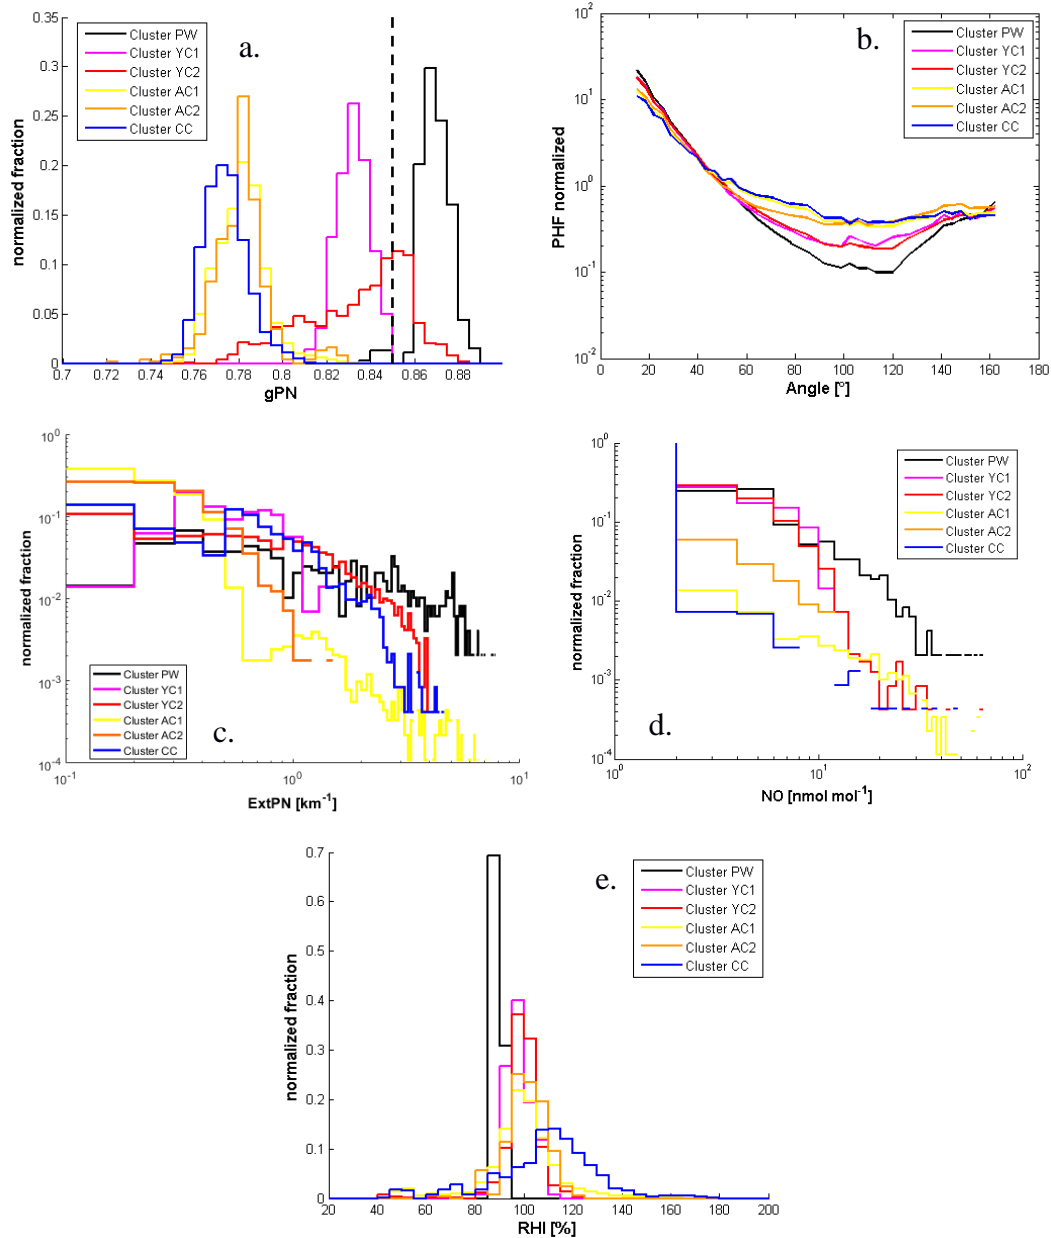 a.
normalized fraction
0.35
0.3
0.25
0.2
0.15
0.1
0.05
0
0.7 0.72 0.74 0.76 0.78 0.8 0.82 0.84 0.86 0.88
gPN
Cluster PW
Cluster YC1
Cluster YC2
Cluster AC1
Cluster AC2
Cluster CC
b.
PHF normalized
10^2
10^1
10^0
10^-1
10^-2
0 20 40 60 80 100 120 140 160 180
Angle [°]
Cluster PW
Cluster YC1
Cluster YC2
Cluster AC1
Cluster AC2
Cluster CC
c.
normalized fraction
10^0
10^-1
10^-2
10^-3
10^-4
10^-1 10^0 10^1
ExtPN [km^-1]
Cluster PW
Cluster YC1
Cluster YC2
Cluster AC1
Cluster AC2
Cluster CC
d.
normalized fraction
10^0
10^-1
10^-2
10^-3
10^-4
10^0 10^1 10^2
NO [nmol mol^-1]
Cluster PW
Cluster YC1
Cluster YC2
Cluster AC1
Cluster AC2
Cluster CC
e.
normalized fraction
0.7
0.6
0.5
0.4
0.3
0.2
0.1
0
20 40 60 80 100 120 140 160 180 200
RHI [%]
Cluster PW
Cluster YC1
Cluster YC2
Cluster AC1
Cluster AC2
Cluster CC